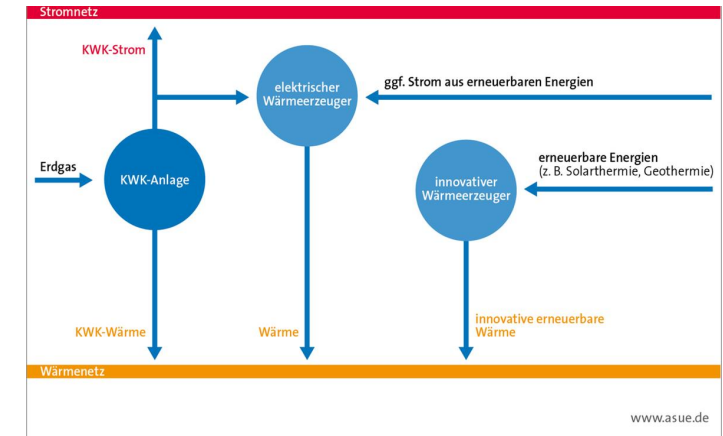 Stromnetz
KWK-Strom
elektrischer
Wärmeerzeuger
ggf. Strom aus erneuerbaren Energien
Erdgas
KWK-Anlage
innovativer
Wärmeerzeuger
erneuerbare Energien
(z. B. Solarthermie, Geothermie)
KWK-Wärme
Wärme
innovative erneuerbare
Wärme
Wärmenetz
www.asue.de